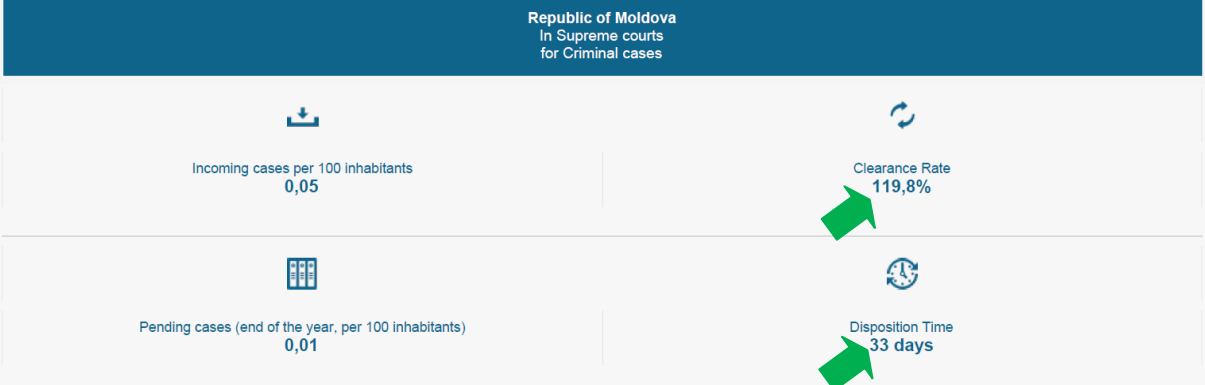 Republic of Moldova
In Supreme courts
for Criminal cases
Incoming cases per 100 inhabitants
0,05
Clearance Rate
119,8%
Pending cases (end of the year, per 100 inhabitants)
0,01
Disposition Time
33 days